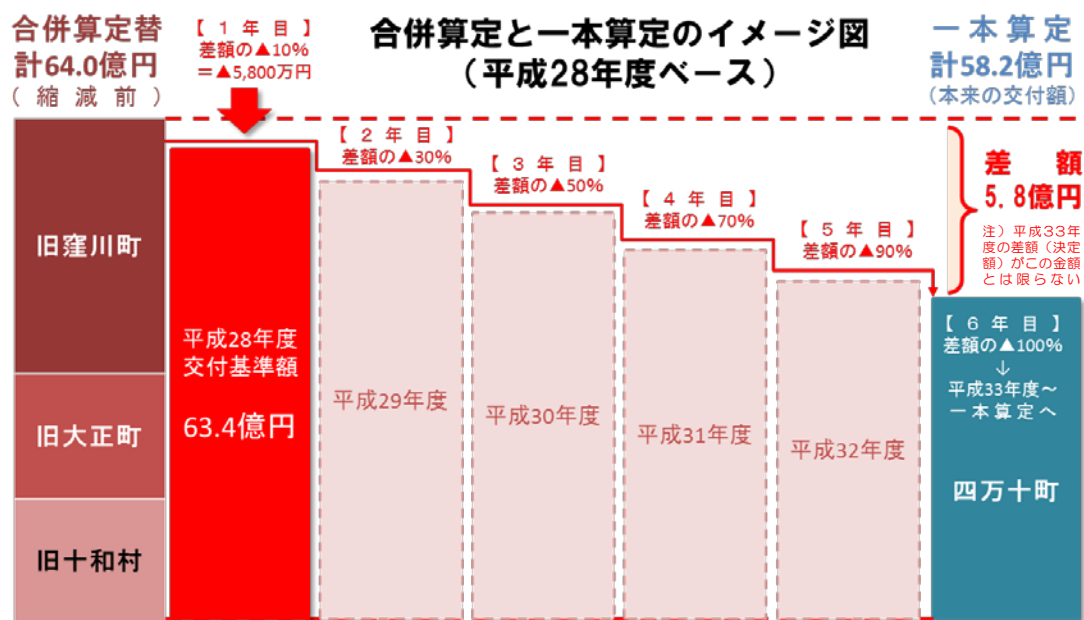 合併算定替
計64.0億円
(縮減前)
【1年目】
差額の▲10%
＝▲5,800万円
合併算定と一本算定のイメージ図
（平成28年度ベース）
一本算定
計58.2億円
(本来の交付額)
【2年目】
差額の▲30%
【3年目】
差額の▲50%
【4年目】
差額の▲70%
【5年目】
差額の▲90%
差額
5.8億円
注）平成33年
度の差額（決定
額）がこの金額
とは限らない
旧窪川町
旧大正町
旧十和村
平成28年度
交付基準額
63.4億円
平成29年度
平成30年度
平成31年度
平成32年度
【6年目】
差額の▲100%
↓
平成33年度～
一本算定へ
四万十町